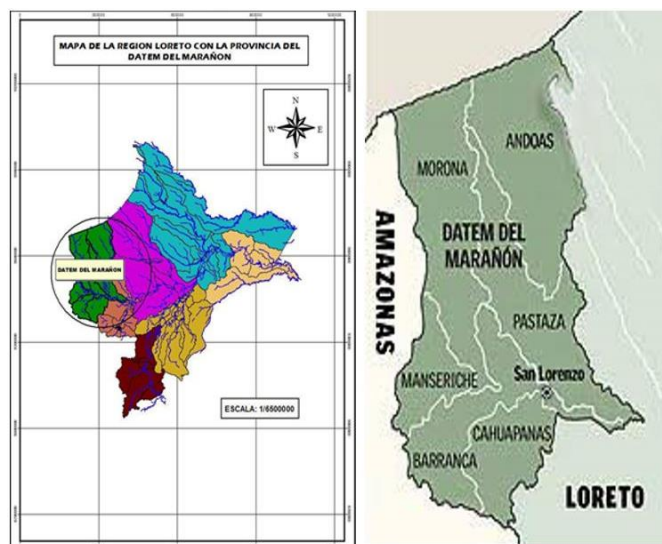 MAPA DE LA REGION LORETO CON LA PROVINCIA DEL
DATEM DEL MARAÑON
N
W
E
S
DATEM DEL MARAÑON
ESCALA: 1/6500000
AMAZONAS
MORONA
ANDOAS
DATEM DEL
MARAÑÓN
PASTAZA
San Lorenzo
MANSERICHE
CAHUAPANAS
BARRANCA
LORETO